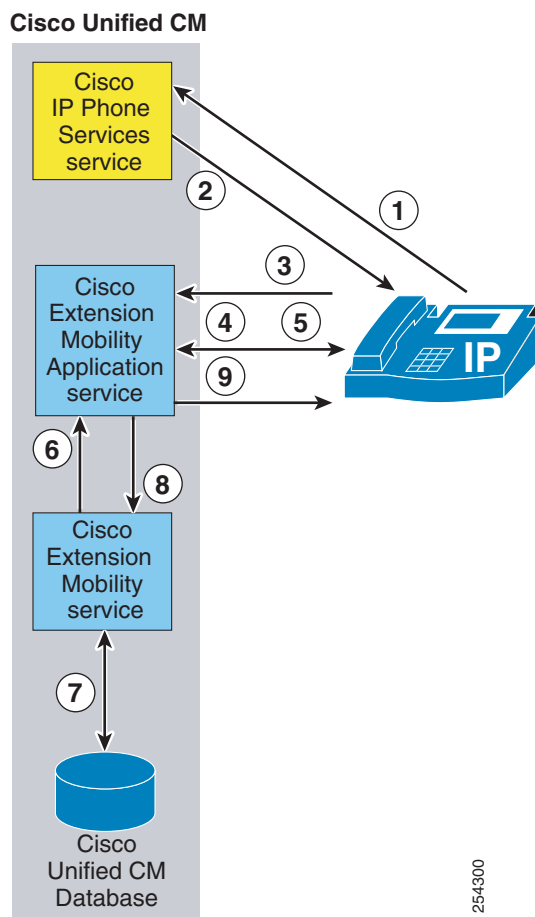 Cisco Unified CM
Cisco
IP Phone
Services
service
2
1
3
Cisco
Extension
Mobility
Application
service
4
5
IP
9
6
8
Cisco
Extension
Mobility
service
7
Cisco
Unified CM
Database
254300